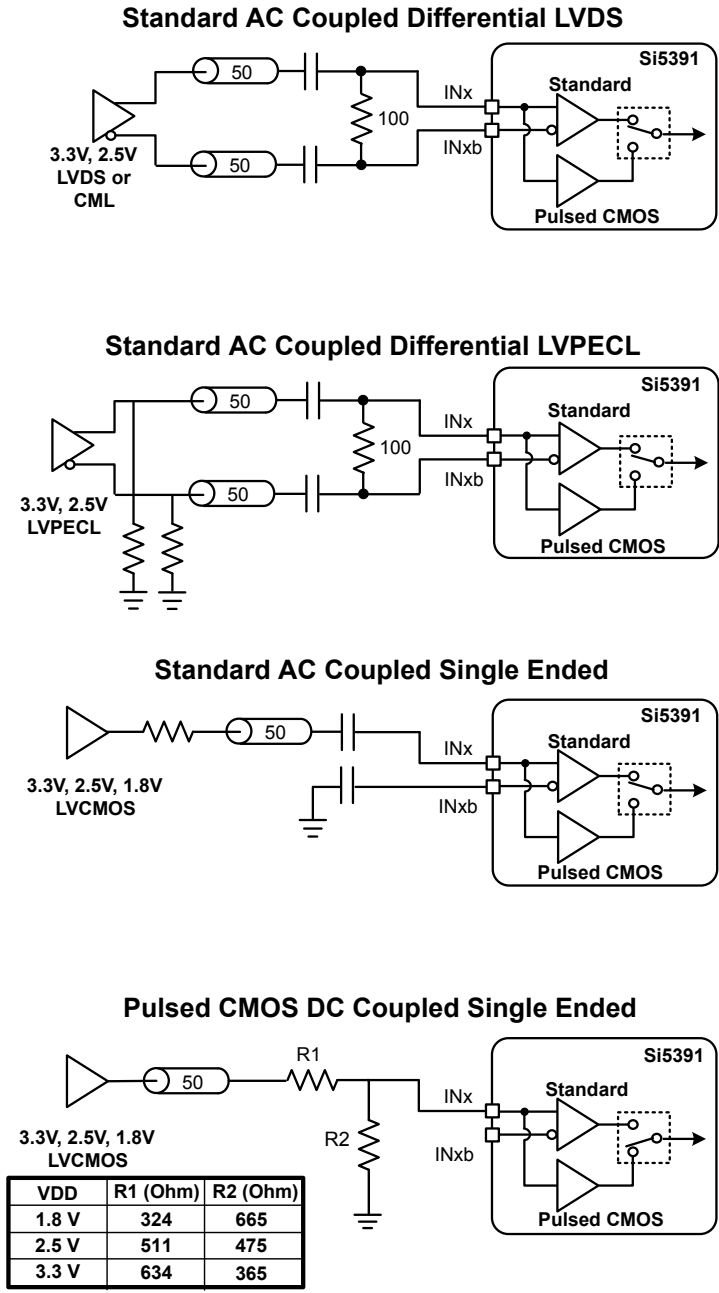 Standard AC Coupled Differential LVDS
50
50
100
3.3V, 2.5V
LVDS or
CML
INx
INxb
Si5391
Standard
Pulsed CMOS
Standard AC Coupled Differential LVPECL
50
50
100
3.3V, 2.5V
LVPECL
INx
INxb
Si5391
Standard
Pulsed CMOS
Standard AC Coupled Single Ended
50
3.3V, 2.5V, 1.8V
LVCMOS
INx
INxb
Si5391
Standard
Pulsed CMOS
Pulsed CMOS DC Coupled Single Ended
50
R1
R2
3.3V, 2.5V, 1.8V
LVCMOS
INx
INxb
Si5391
Standard
Pulsed CMOS
VDD R1 (Ohm) R2 (Ohm)
1.8 V 324 665
2.5 V 511 475
3.3 V 634 365